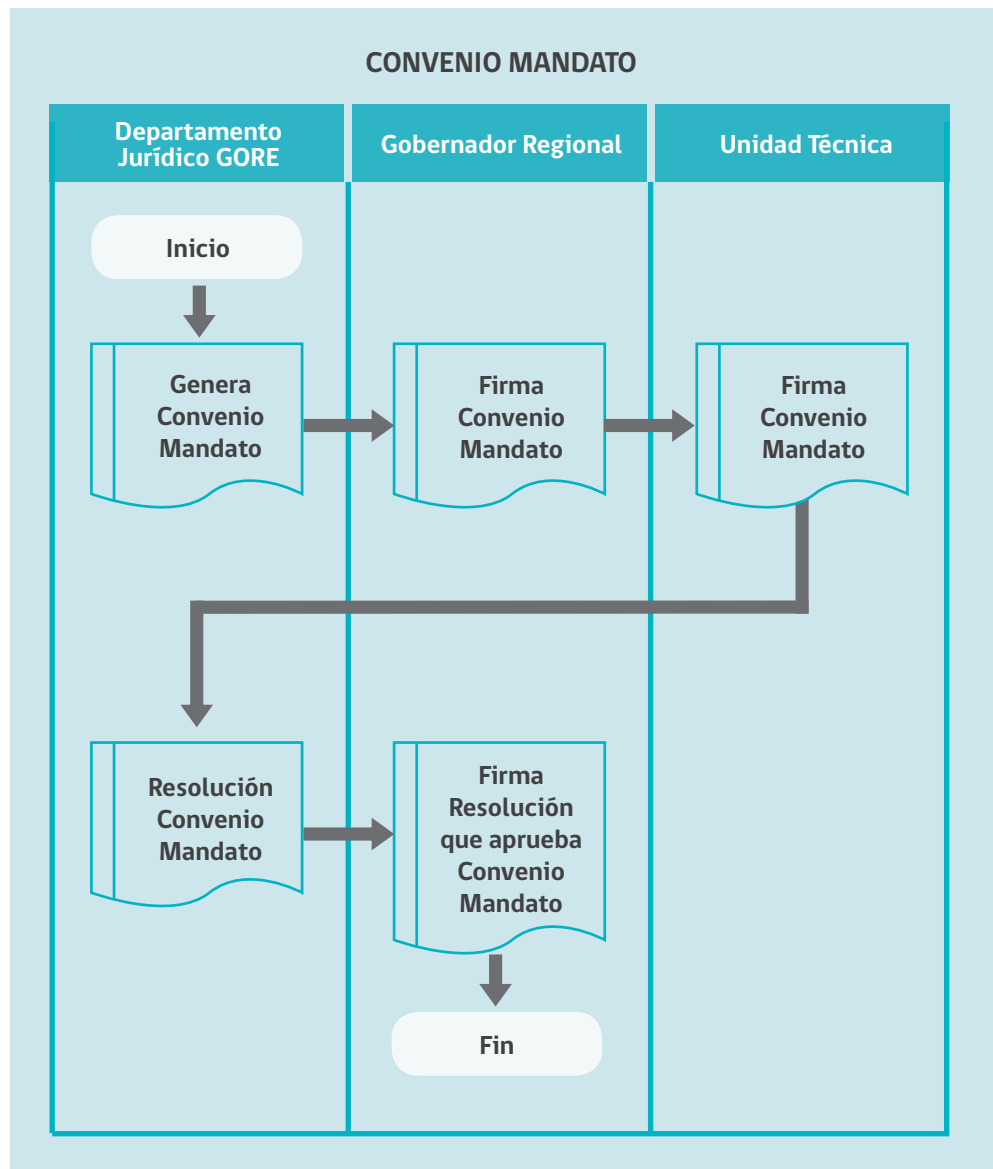 CONVENIO MANDATO
Departamento
Jurídico GORE
Gobernador Regional
Unidad Técnica
Inicio
Genera
Convenio
Mandato
Firma
Convenio
Mandato
Firma
Convenio
Mandato
Resolución
Convenio
Mandato
Firma
Resolución
que aprueba
Convenio
Mandato
Fin